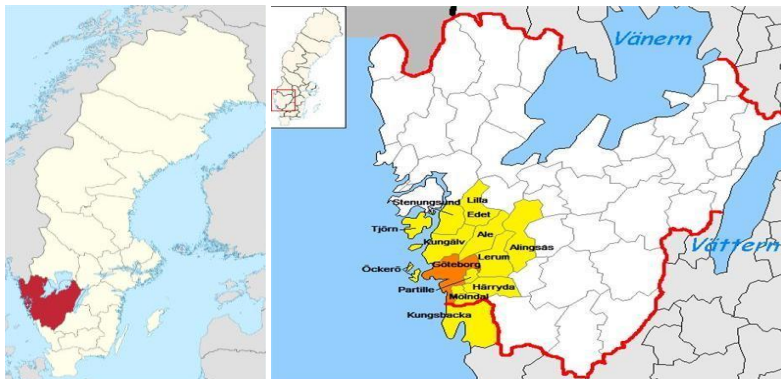 Vänern
Lilla
Stenungsund
Edet
Tjörn
Ale
Kungälv
Alingsås
Lerum
Göteborg
Öckerö
Partille
Härryda
Mölndal
Kungsbacka
Vättern